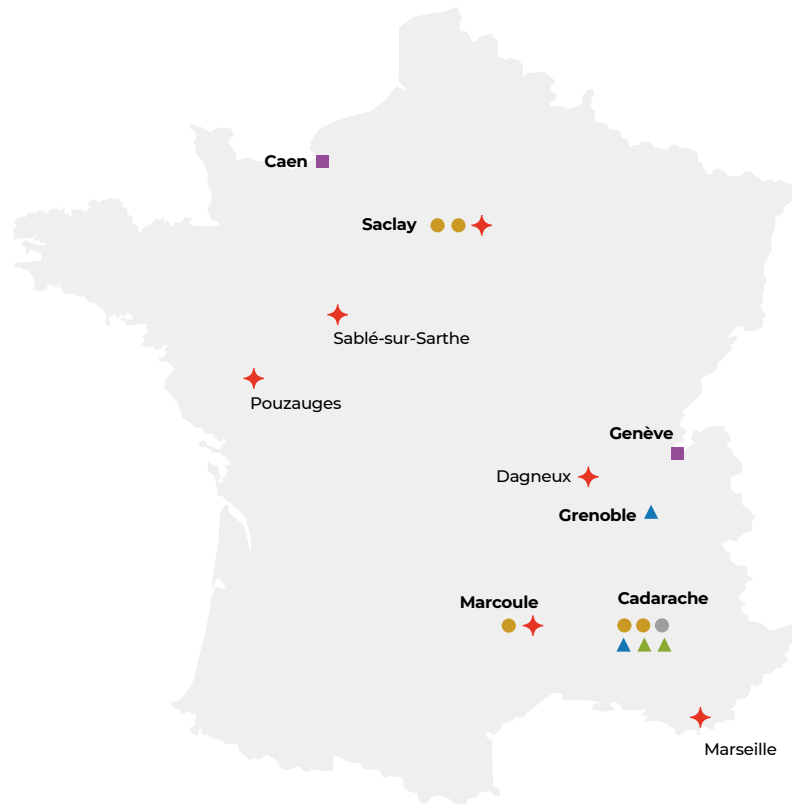 Caen
Saclay
Sablé-sur-Sarthe
Pouzauges
Genève
Dagneux
Grenoble
Marcoule
Cadarache
Marseille